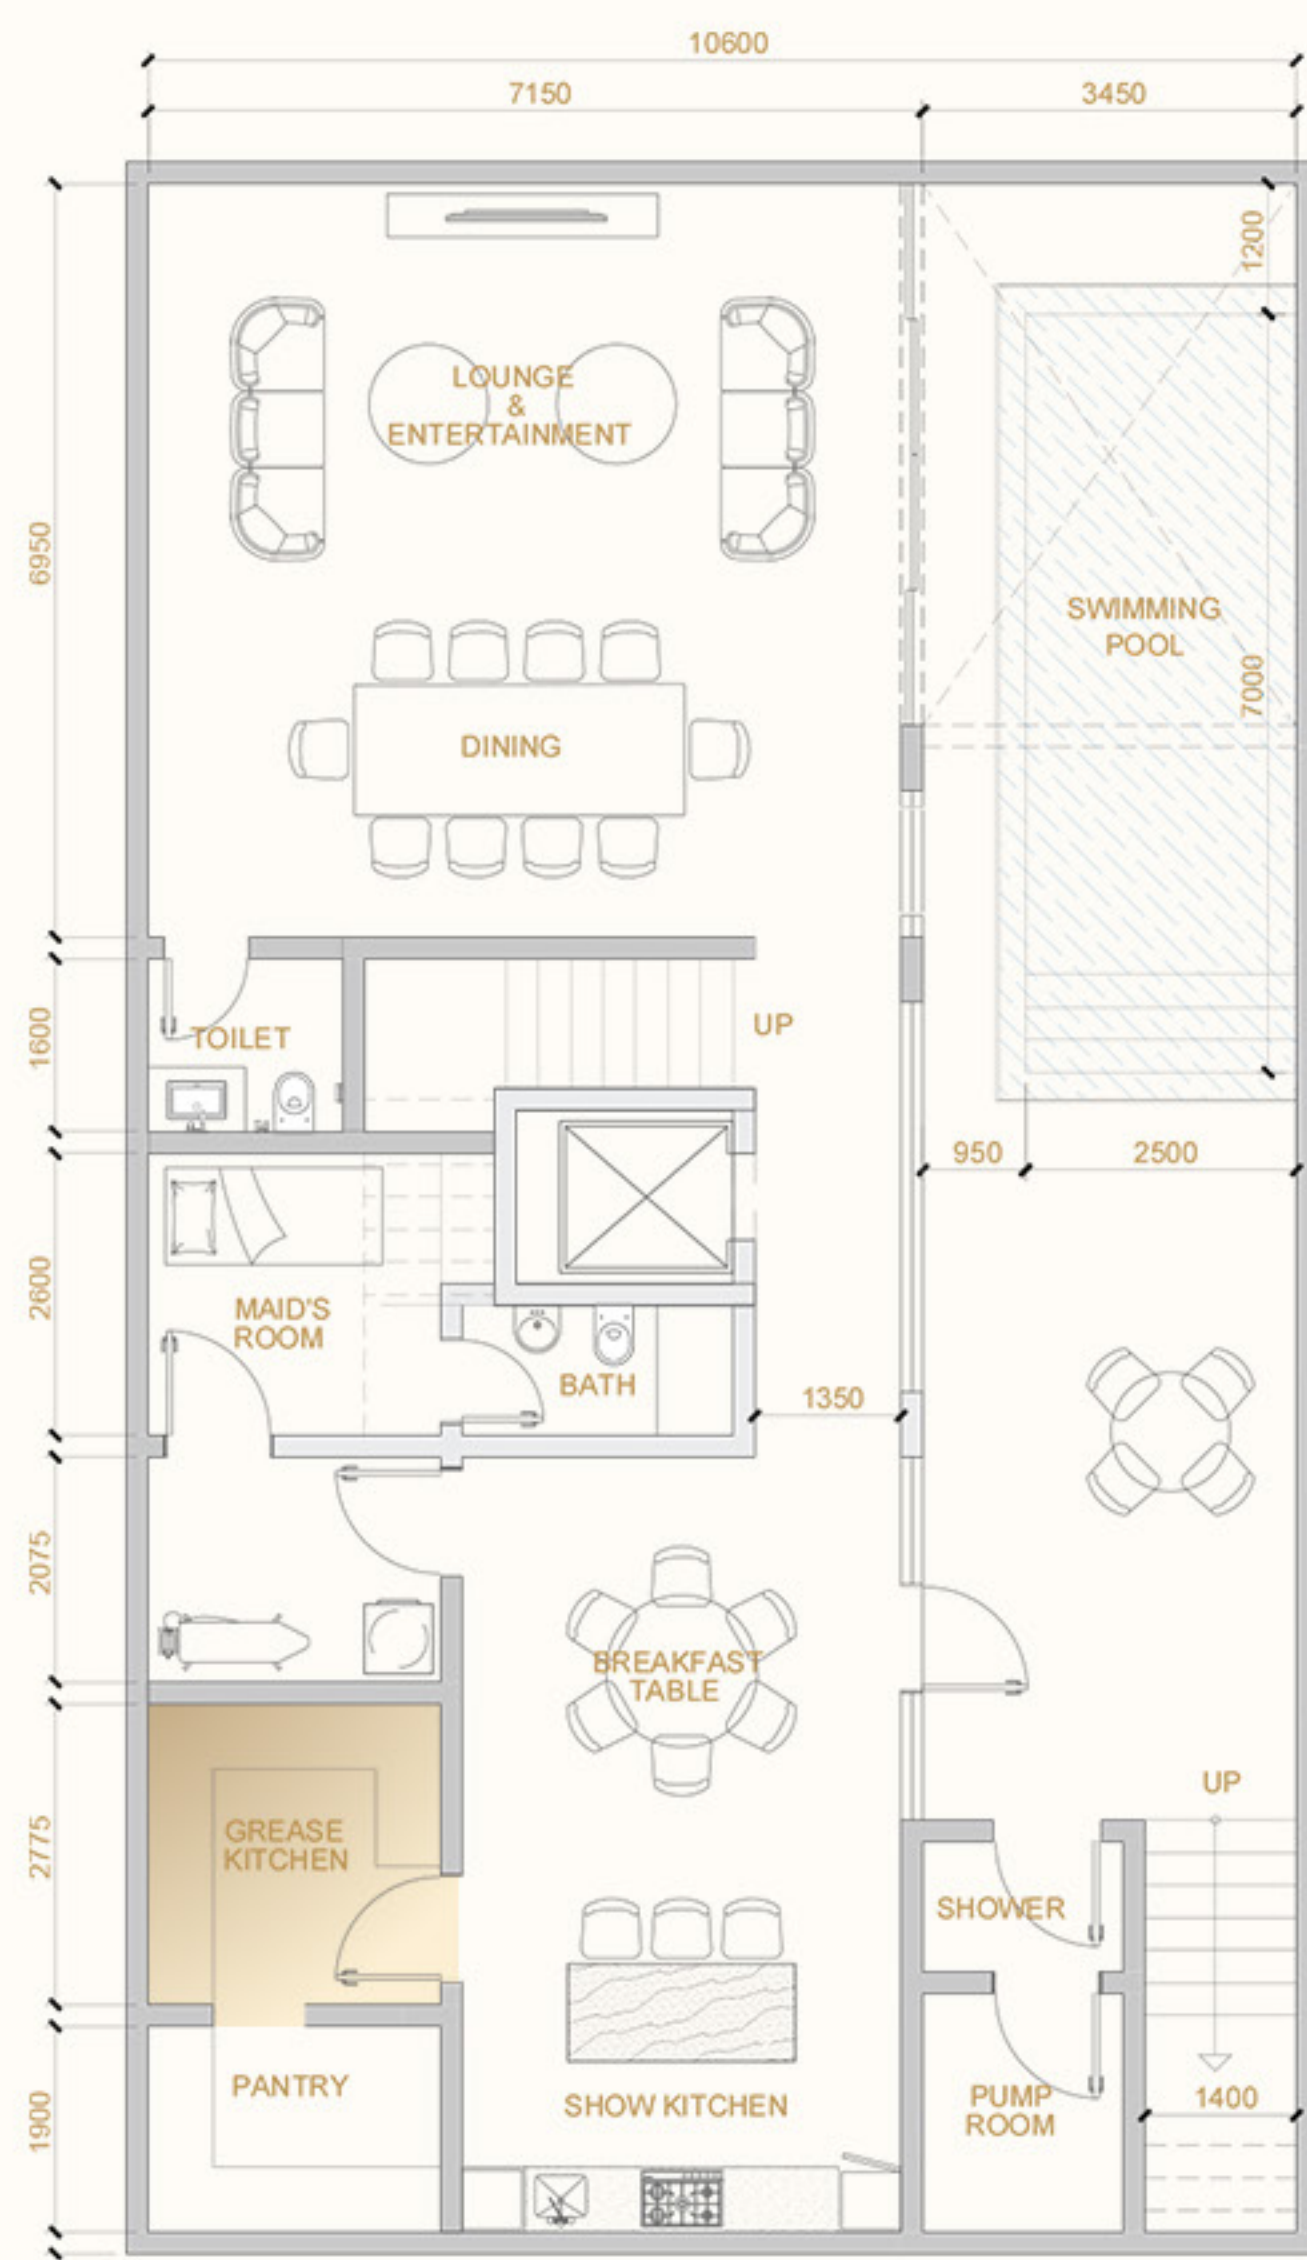 10600
7150
3450
1200
LOUNGE
&
ENTERTAINMENT
6950
SWIMMING
POOL
7000
DINING
1600
TOILET
UP
950
2500
2600
MAID'S
ROOM
BATH
1350
2075
BREAKFAST
TABLE
UP
2775
GREASE
KITCHEN
SHOWER
PANTRY
SHOW KITCHEN
PUMP
ROOM
1400
1900